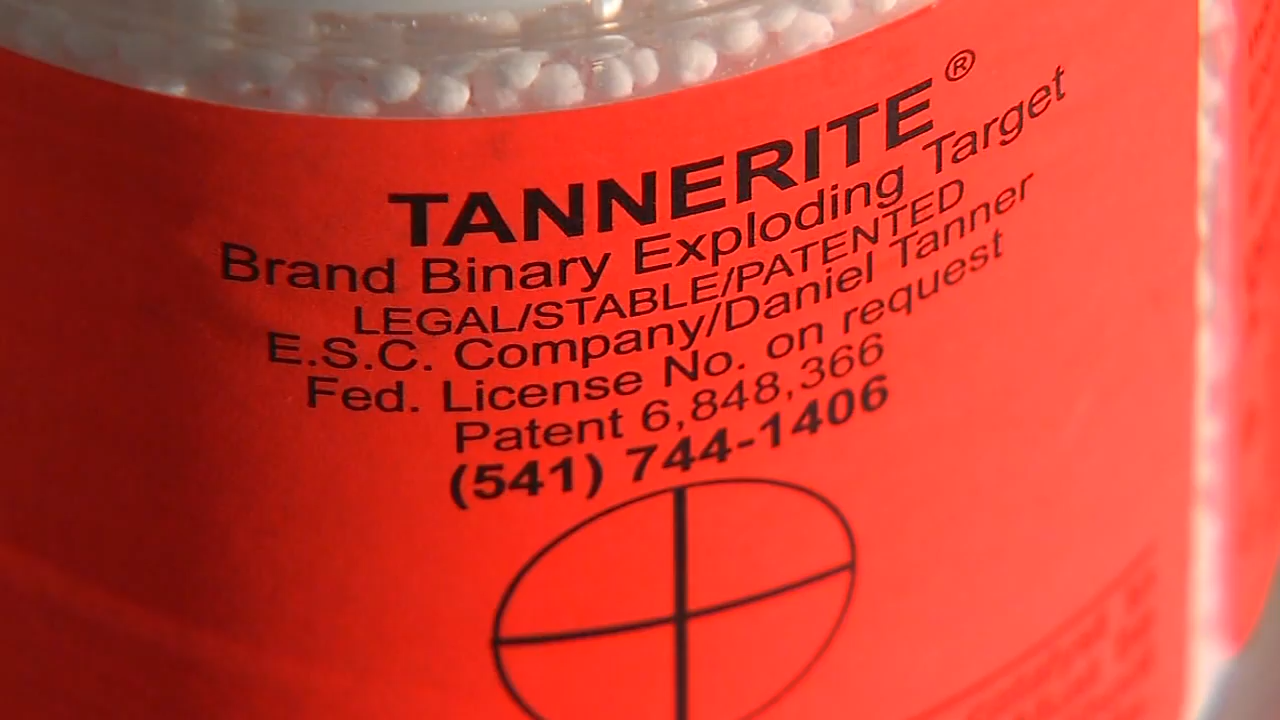 TANNERITE®
Brand Binary Exploding Target
LEGAL/STABLE/PATENTED
E.S.C. Company/Daniel Tanner
Fed. License No. on request
Patent 6,848,366
(541) 744-1406